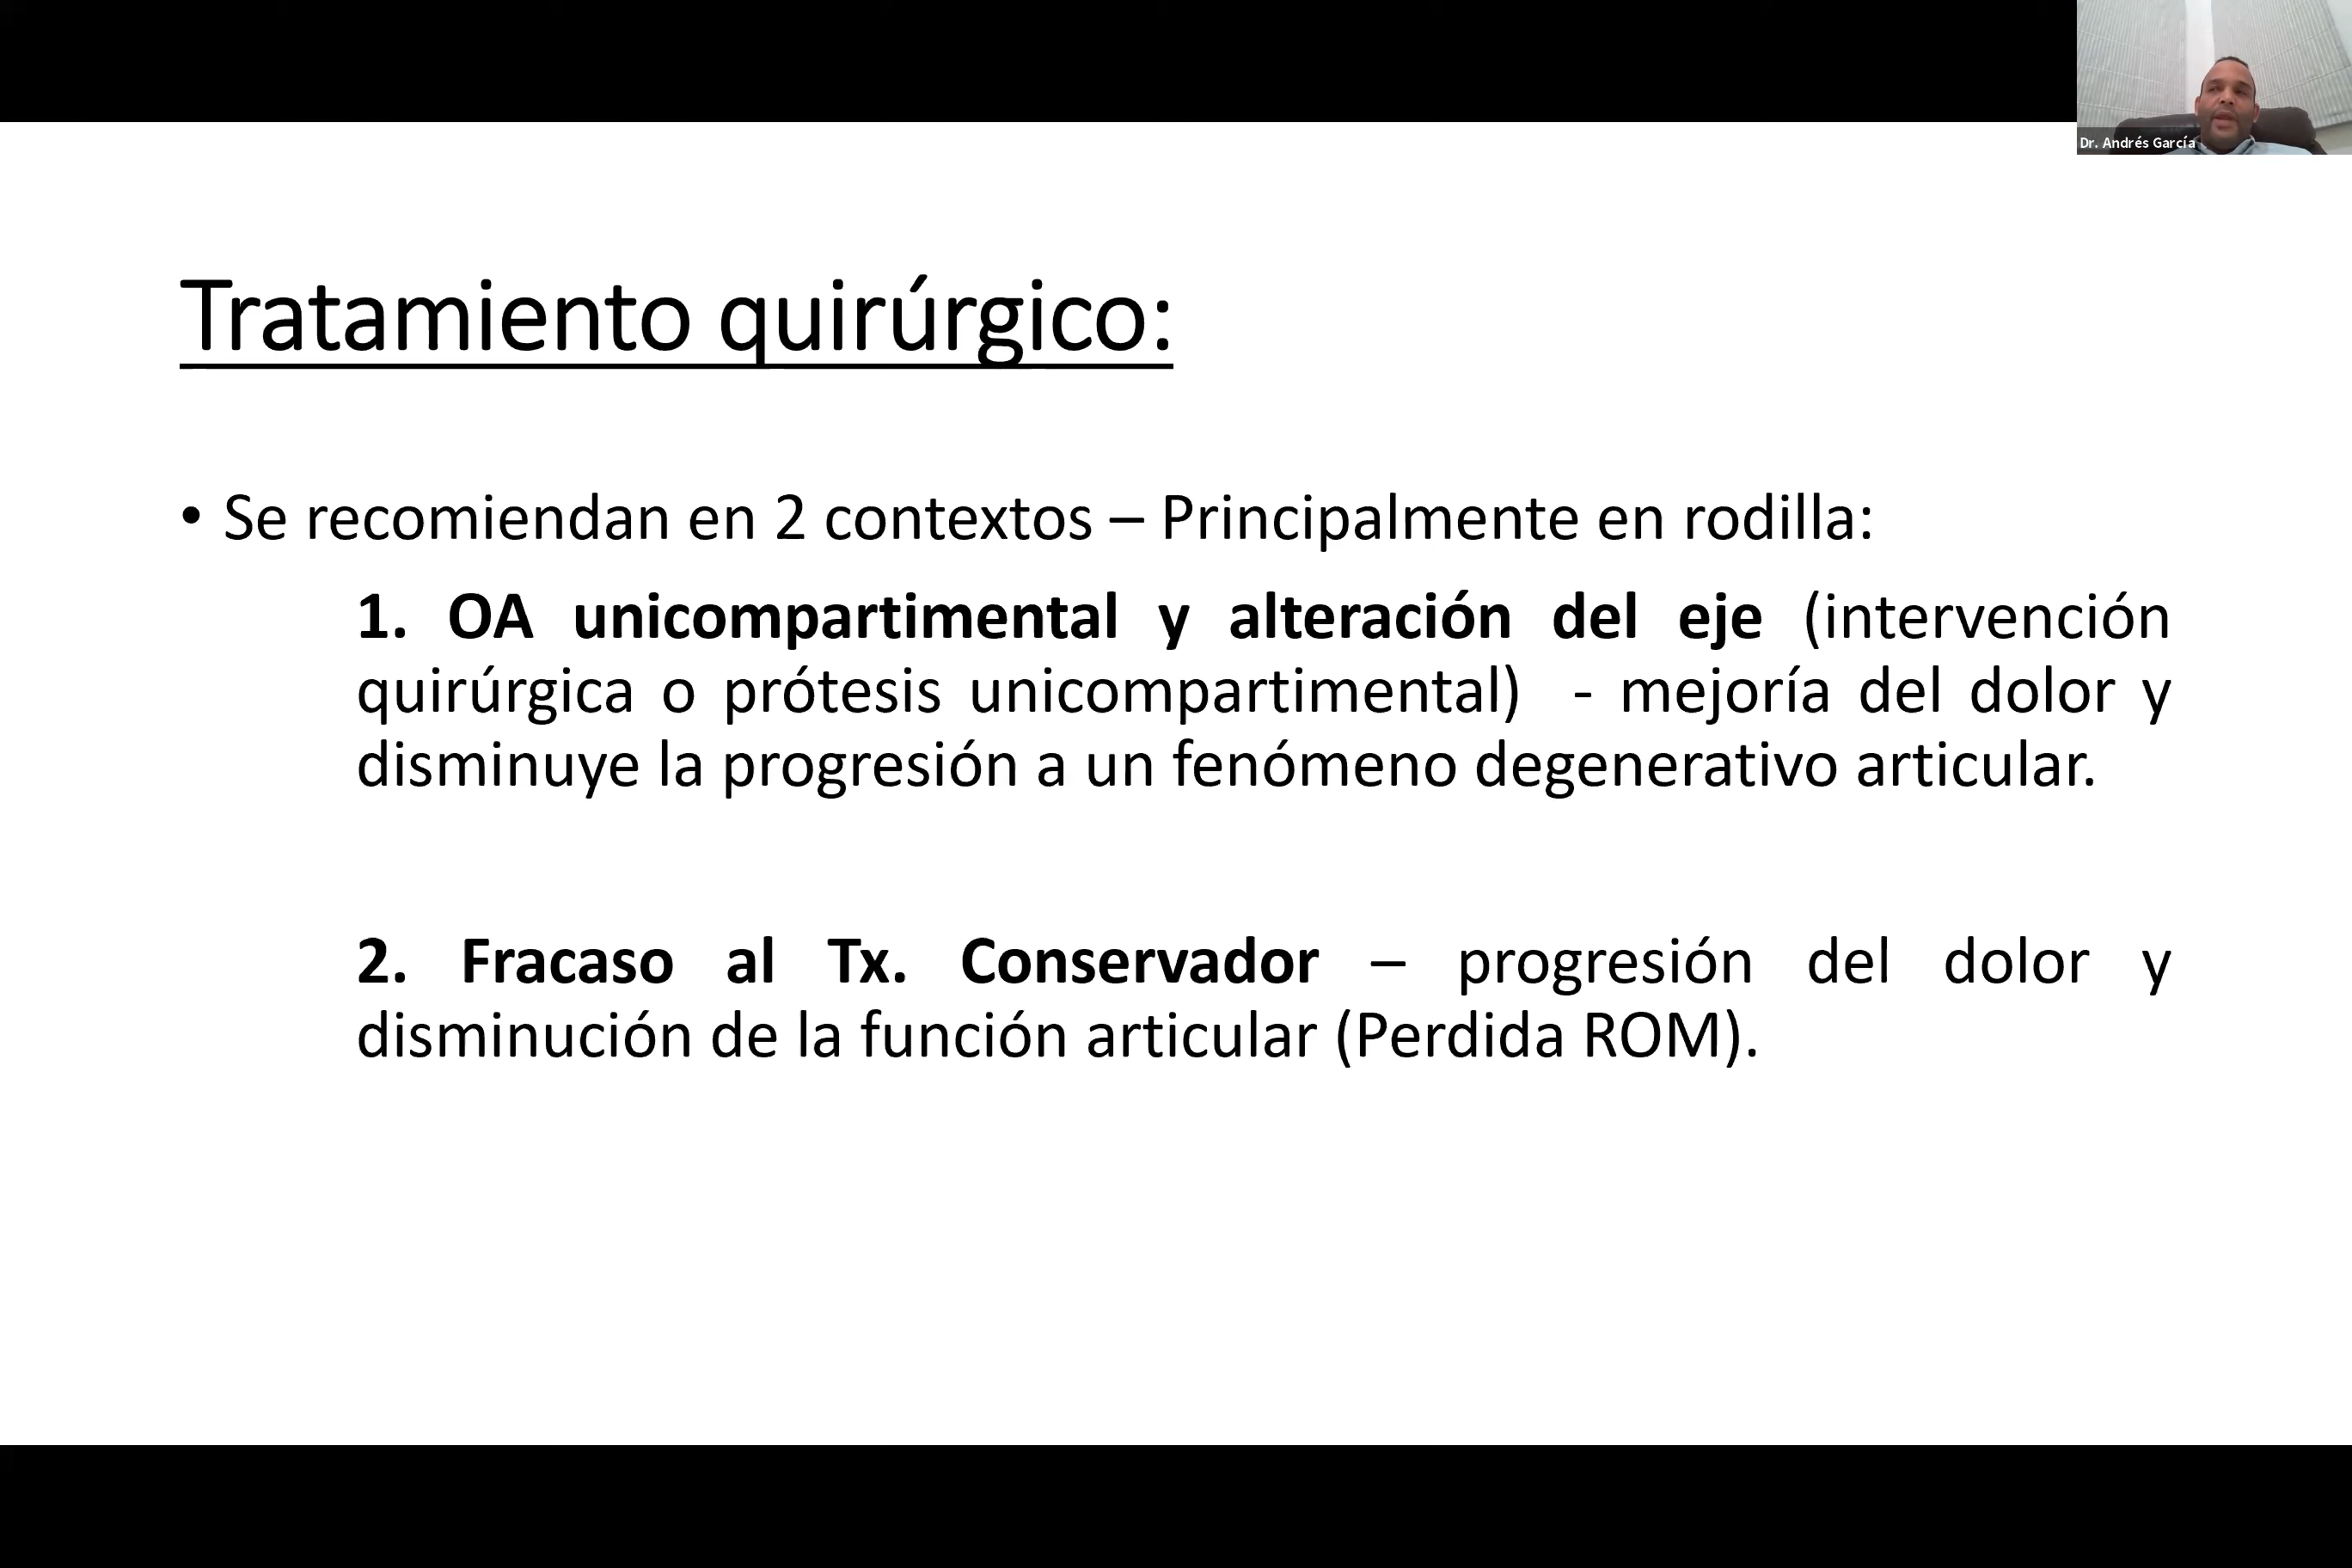 Dr. Andrés García
Tratamiento quirúrgico:
• Se recomiendan en 2 contextos – Principalmente en rodilla:
1. OA unicompartimental y alteración del eje (intervención
quirúrgica o prótesis unicompartimental) - mejoría del dolor y
disminuye la progresión a un fenómeno degenerativo articular.
2. Fracaso al Tx. Conservador – progresión del dolor y
disminución de la función articular (Perdida ROM).